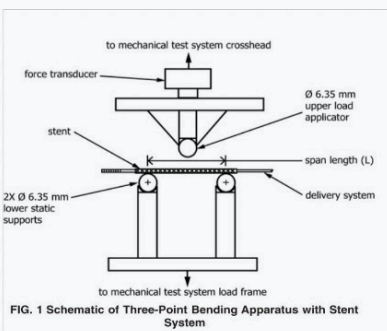 to mechanical test system crosshead
force transducer
Ø 6.35 mm
upper load
applicator
stent
span length (L)
2X Ø 6.35 mm
lower static
supports
delivery system
to mechanical test system load frame
FIG. 1 Schematic of Three-Point Bending Apparatus with Stent
System